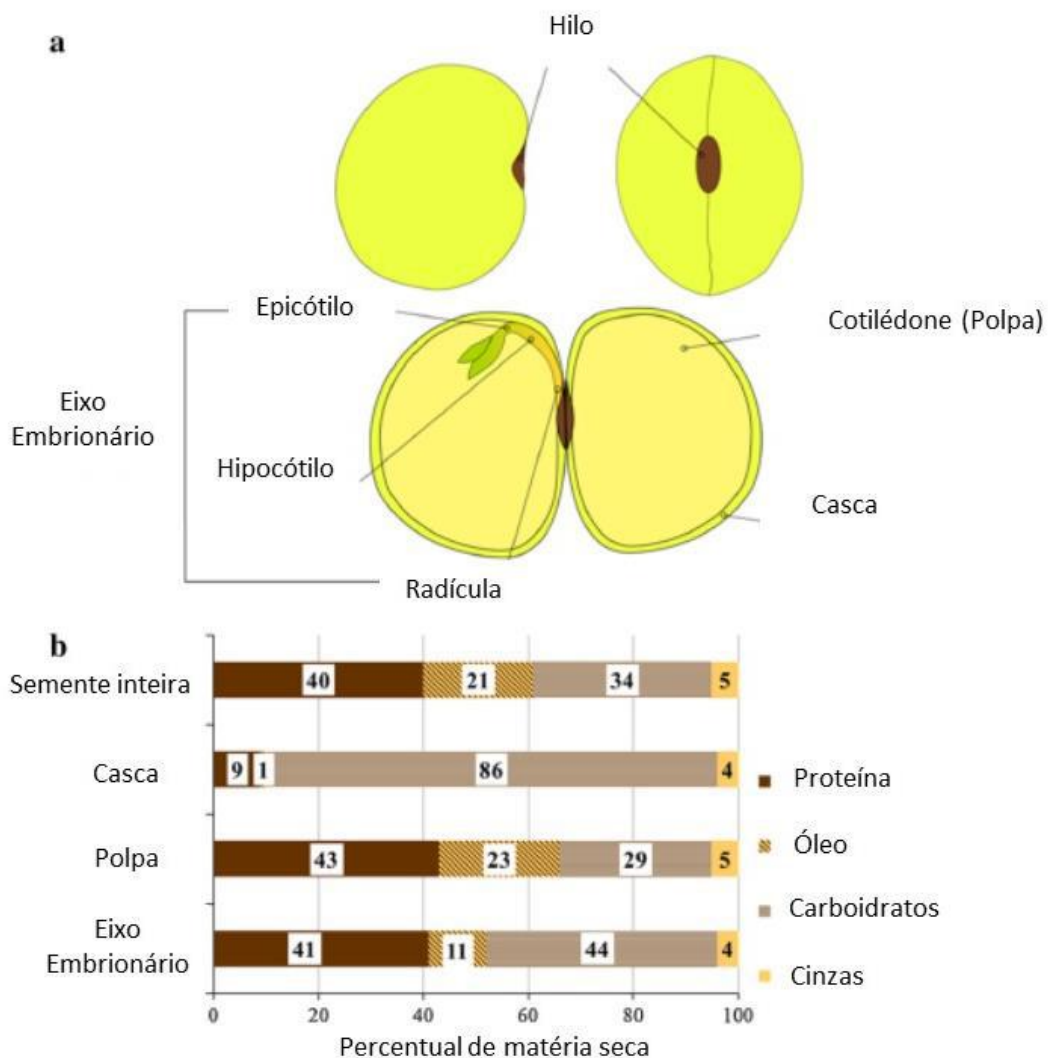 a
Hilo
Epicótilo
Cotilédone (Polpa)
Eixo
Embrionário
Hipocótilo
Casca
Radícula
b
Semente inteira
40 21 34 5
Casca
9 1 86 4
Proteína
Óleo
Polpa
43 23 29 5
Carboidratos
Eixo
Embrionário
41 11 44 4
Cinzas
0 20 40 60 80 100
Percentual de matéria seca